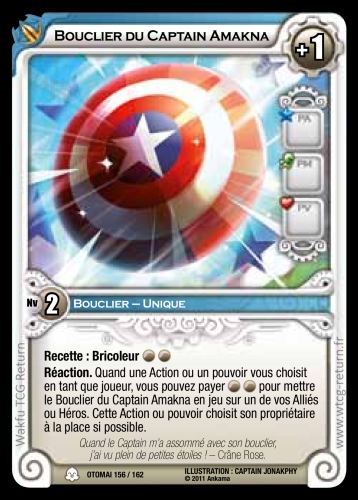 Bouclier du Captain Amakna
+1
PA
PM
PV
Nv 2 Bouclier – Unique
Recette : Bricoleur
Réaction. Quand une Action ou un pouvoir vous choisit
en tant que joueur, vous pouvez payer pour mettre
le Bouclier du Captain Amakna en jeu sur un de vos Alliés
ou Héros. Cette Action ou pouvoir choisit son propriétaire
à la place si possible.
Quand le Captain m'a assommé avec son bouclier,
j'ai vu plein de petites étoiles ! – Crâne Rose.
OTOMAI 156 / 162
ILLUSTRATION : CAPTAIN JONAKPHY
© 2011 Ankama
Wakfu TCG Return
www.wtcg-return.fr